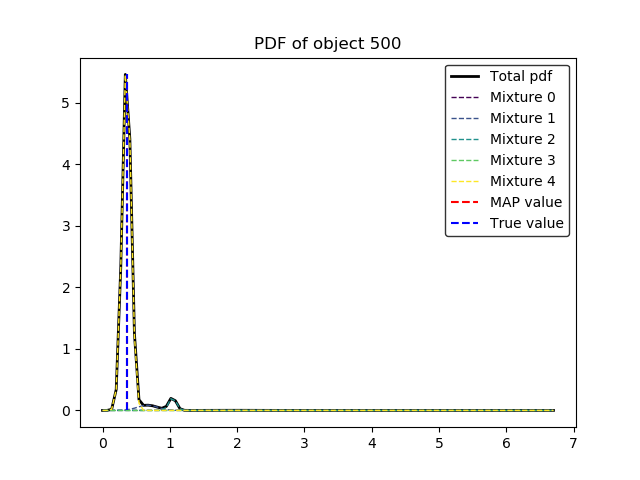 PDF of object 500
Total pdf
Mixture 0
Mixture 1
Mixture 2
Mixture 3
Mixture 4
MAP value
True value
5
4
3
2
1
0
0 1 2 3 4 5 6 7